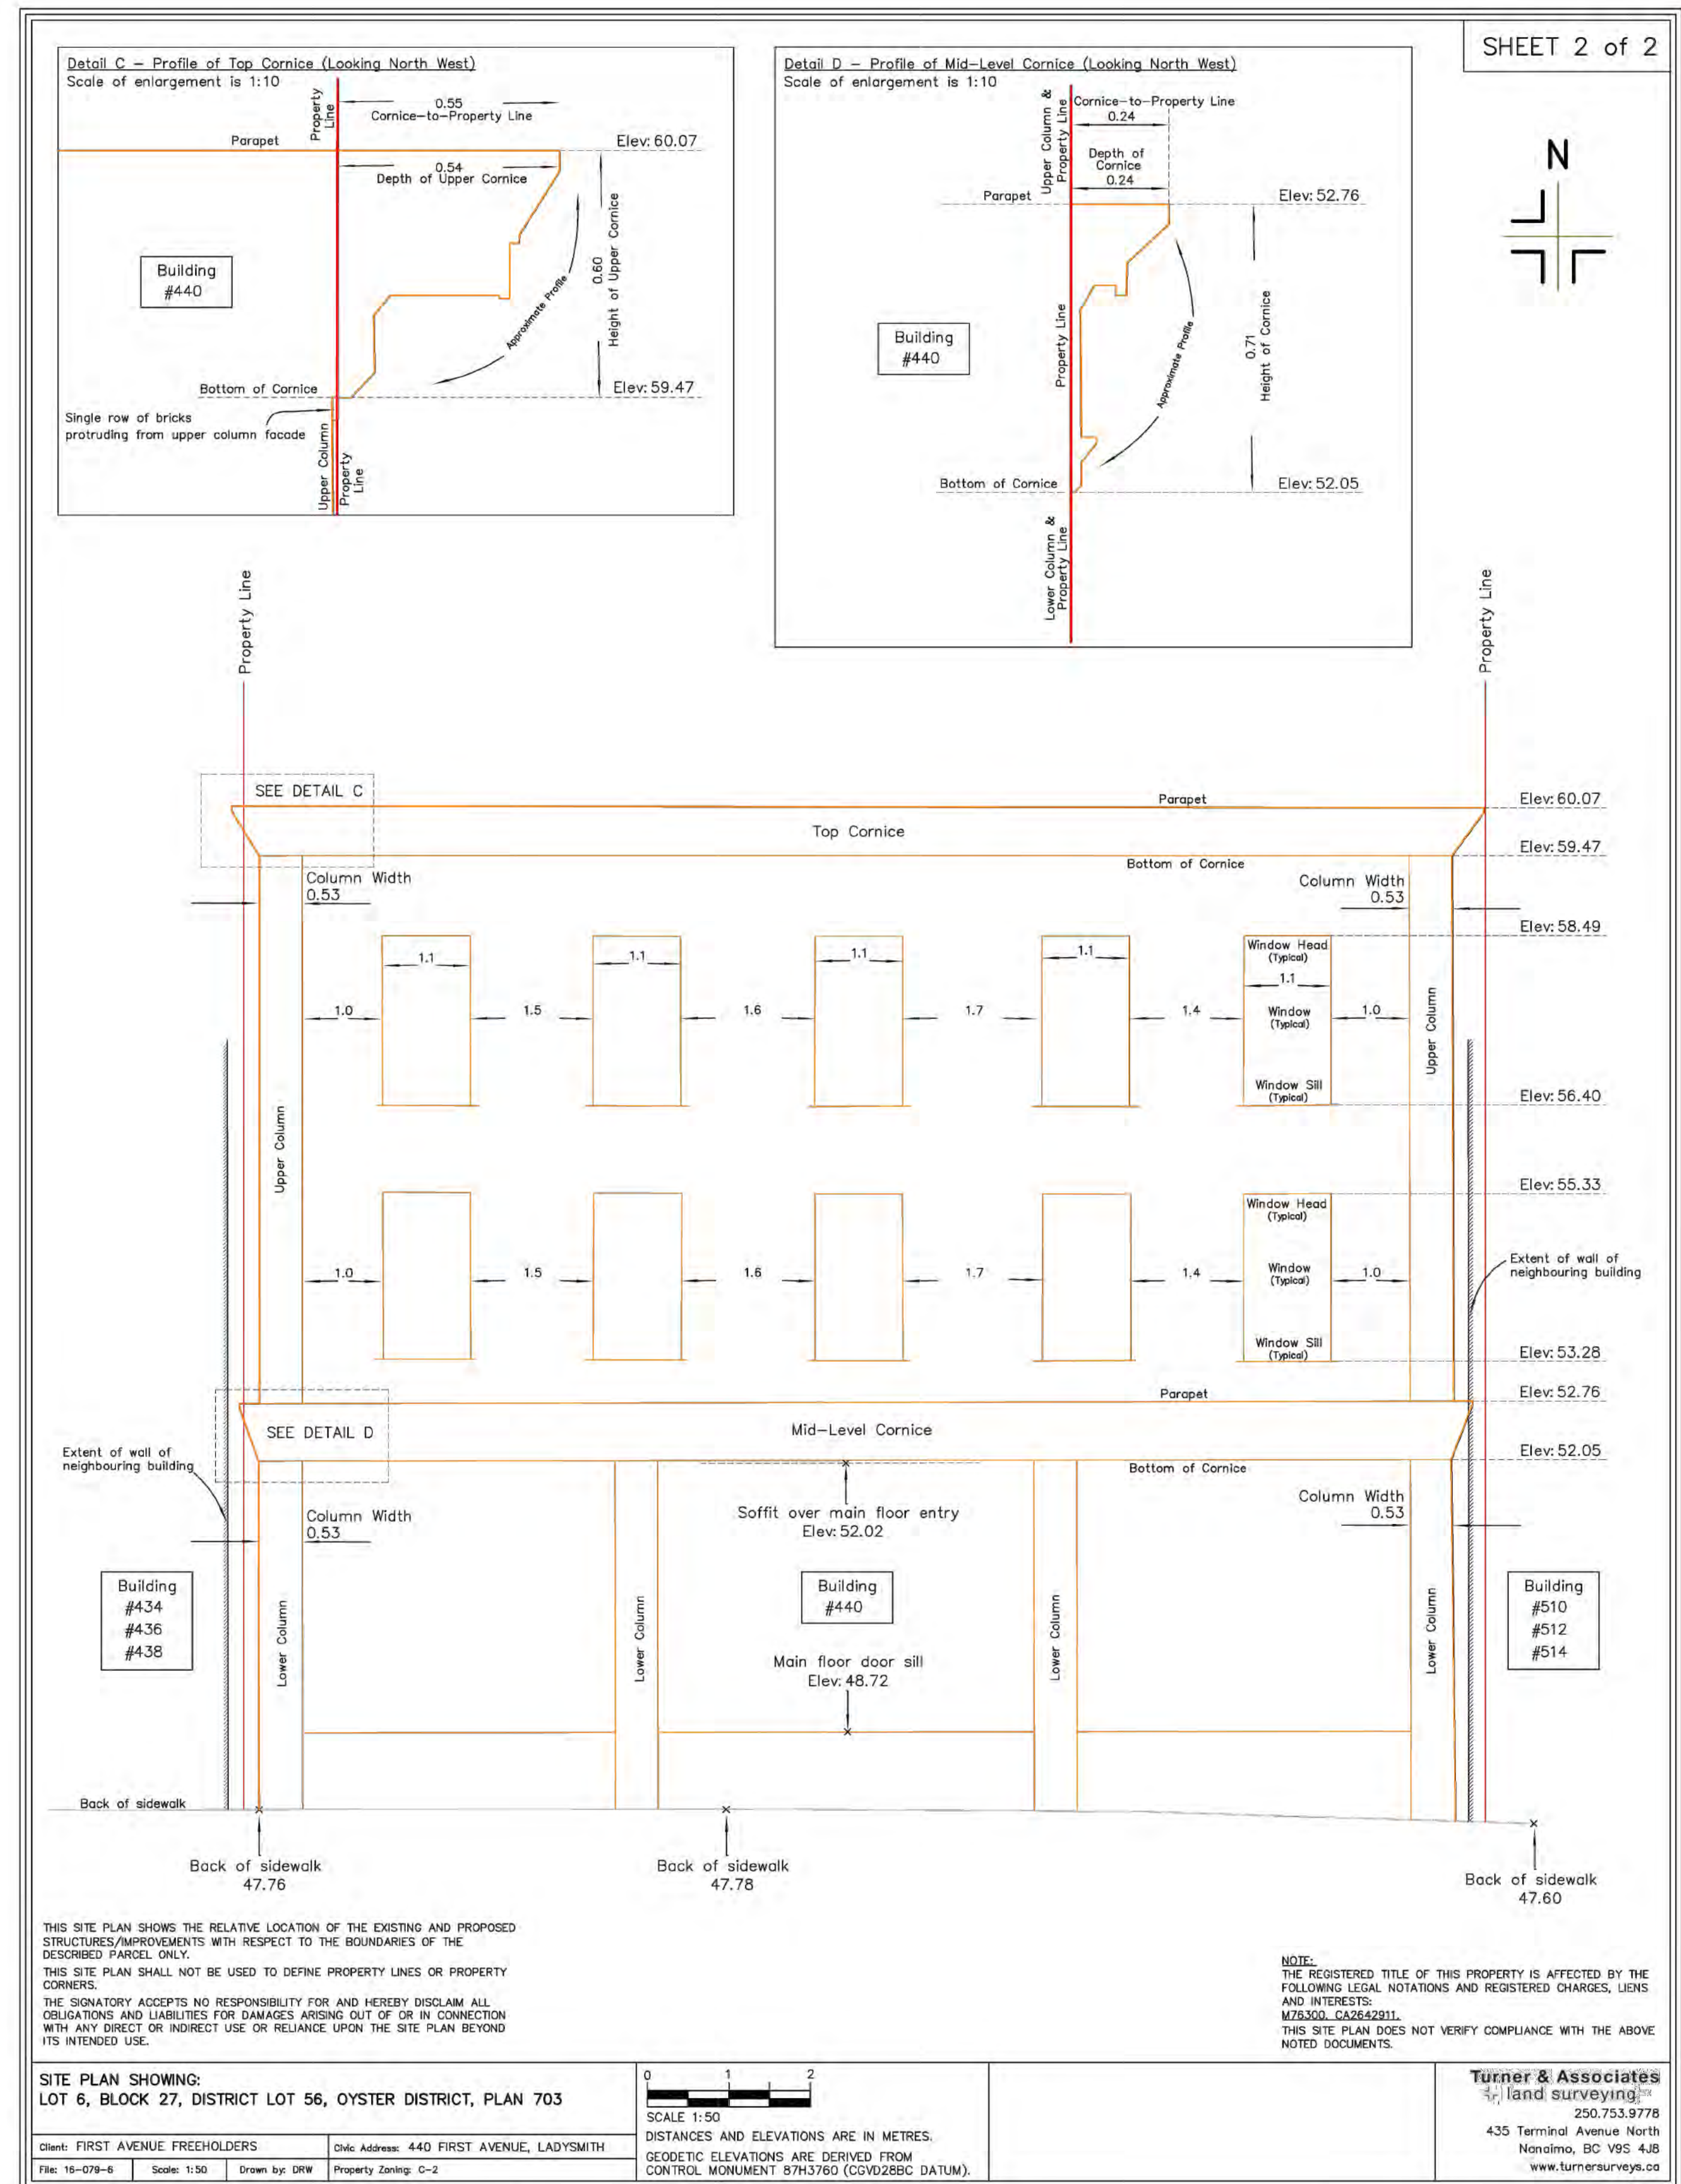 SHEET 2 of 2
Detail C – Profile of Top Cornice (Looking North West)
Scale of enlargement is 1:10
Property
Line
0.55
Cornice–to–Property Line
Parapet
Elev: 60.07
0.54
Depth of Upper Cornice
Building
#440
0.60
Height of Upper Cornice
Approximate Profile
Bottom of Cornice
Elev: 59.47
Single row of bricks
protruding from upper column facade
Upper Column
Property
Line
Detail D – Profile of Mid–Level Cornice (Looking North West)
Scale of enlargement is 1:10
Upper Column &
Property Line
Cornice–to–Property Line
0.24
Depth of
Cornice
0.24
Parapet
Elev: 52.76
Building
#440
Property Line
Approximate Profile
0.71
Height of Cornice
Bottom of Cornice
Elev: 52.05
Lower Column &
Property Line
N
Property Line
Property Line
SEE DETAIL C
Parapet
Elev: 60.07
Top Cornice
Elev: 59.47
Bottom of Cornice
Column Width
0.53
Column Width
0.53
Elev: 58.49
1.1
1.1
1.1
1.1
Window Head
(Typical)
1.1
1.0
1.5
1.6
1.7
1.4
Window
(Typical)
1.0
Upper Column
Window Sill
(Typical)
Elev: 56.40
Upper Column
Elev: 55.33
Window Head
(Typical)
1.0
1.5
1.6
1.7
1.4
Window
(Typical)
1.0
Extent of wall of
neighbouring building
Window Sill
(Typical)
Elev: 53.28
Parapet
Elev: 52.76
SEE DETAIL D
Mid–Level Cornice
Extent of wall of
neighbouring building
Elev: 52.05
Bottom of Cornice
Column Width
0.53
Soffit over main floor entry
Elev: 52.02
Column Width
0.53
Building
#434
#436
#438
Building
#440
Building
#510
#512
#514
Lower Column
Lower Column
Lower Column
Lower Column
Main floor door sill
Elev: 48.72
Back of sidewalk
Back of sidewalk
47.76
Back of sidewalk
47.78
Back of sidewalk
47.60
THIS SITE PLAN SHOWS THE RELATIVE LOCATION OF THE EXISTING AND PROPOSED
STRUCTURES/IMPROVEMENTS WITH RESPECT TO THE BOUNDARIES OF THE
DESCRIBED PARCEL ONLY.
THIS SITE PLAN SHALL NOT BE USED TO DEFINE PROPERTY LINES OR PROPERTY
CORNERS.
THE SIGNATORY ACCEPTS NO RESPONSIBILITY FOR AND HEREBY DISCLAIM ALL
OBLIGATIONS AND LIABILITIES FOR DAMAGES ARISING OUT OF OR IN CONNECTION
WITH ANY DIRECT OR INDIRECT USE OR RELIANCE UPON THE SITE PLAN BEYOND
ITS INTENDED USE.
NOTE:
THE REGISTERED TITLE OF THIS PROPERTY IS AFFECTED BY THE
FOLLOWING LEGAL NOTATIONS AND REGISTERED CHARGES, LIENS
AND INTERESTS:
M76300, CA2642911.
THIS SITE PLAN DOES NOT VERIFY COMPLIANCE WITH THE ABOVE
NOTED DOCUMENTS.
SITE PLAN SHOWING:
LOT 6, BLOCK 27, DISTRICT LOT 56, OYSTER DISTRICT, PLAN 703
Client: FIRST AVENUE FREEHOLDERS
Civic Address: 440 FIRST AVENUE, LADYSMITH
File: 16–079–6
Scale: 1:50
Drawn by: DRW
Property Zoning: C–2
0 1 2
SCALE 1:50
DISTANCES AND ELEVATIONS ARE IN METRES.
GEODETIC ELEVATIONS ARE DERIVED FROM
CONTROL MONUMENT 87H3760 (CGVD28BC DATUM).
Turner & Associates
land surveying
250.753.9778
435 Terminal Avenue North
Nanaimo, BC V9S 4J8
www.turnersurveys.ca